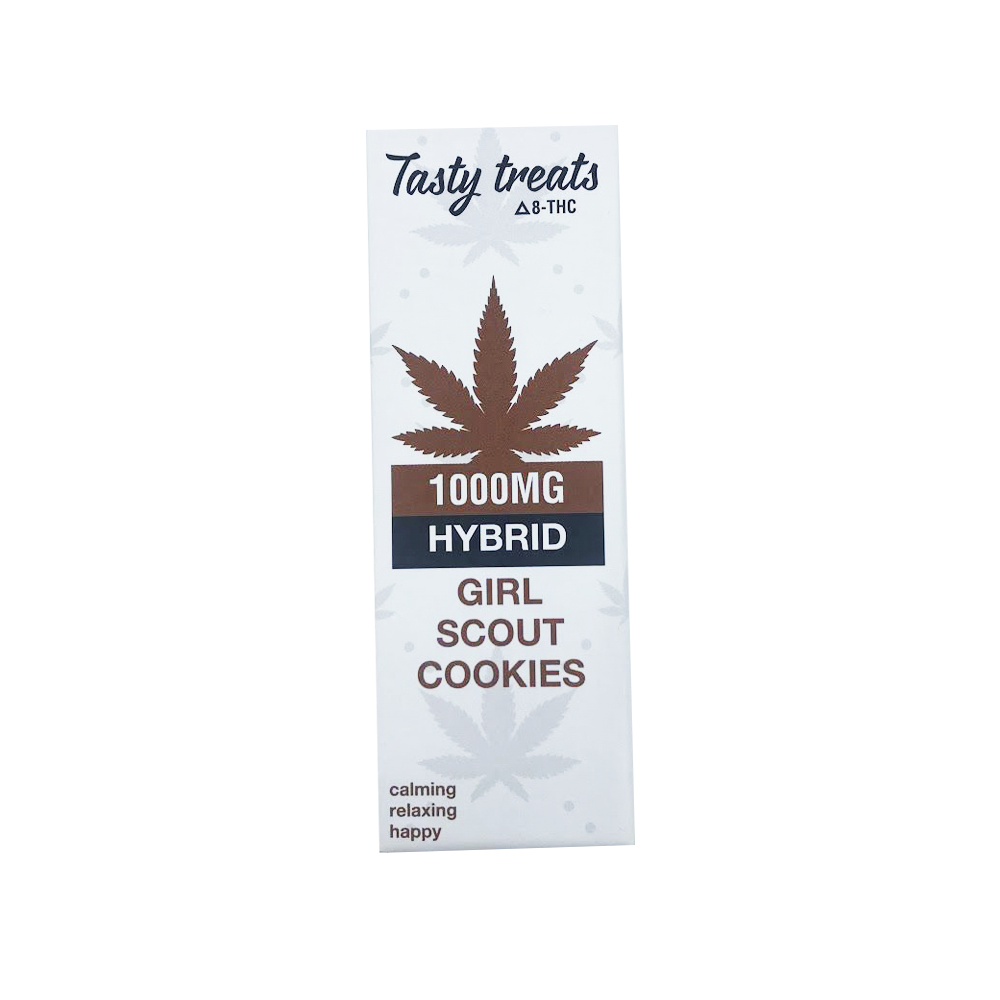 Tasty treats
Δ8-THC
1000MG
HYBRID
GIRL
SCOUT
COOKIES
calming
relaxing
happy